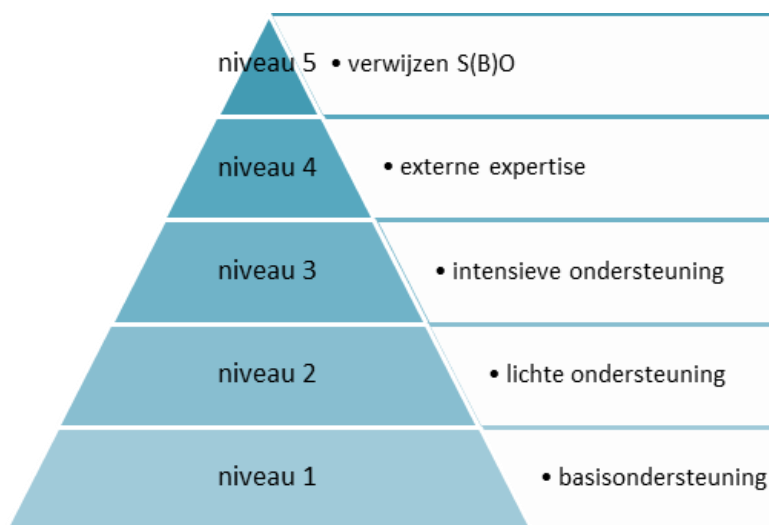 niveau 5 • verwijzen S(B)O
niveau 4 • externe expertise
niveau 3 • intensieve ondersteuning
niveau 2 • lichte ondersteuning
niveau 1 • basisondersteuning